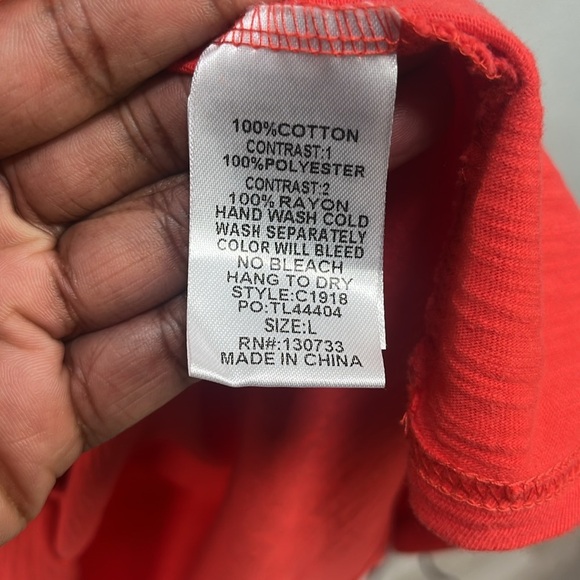 100%COTTON
CONTRAST:1
100%POLYESTER
CONTRAST:2
100% RAYON
HAND WASH COLD
WASH SEPARATELY
COLOR WILL BLEED
NO BLEACH
HANG TO DRY
STYLE:C1918
PO:TL44404
SIZE:L
RN#:130733
MADE IN CHINA